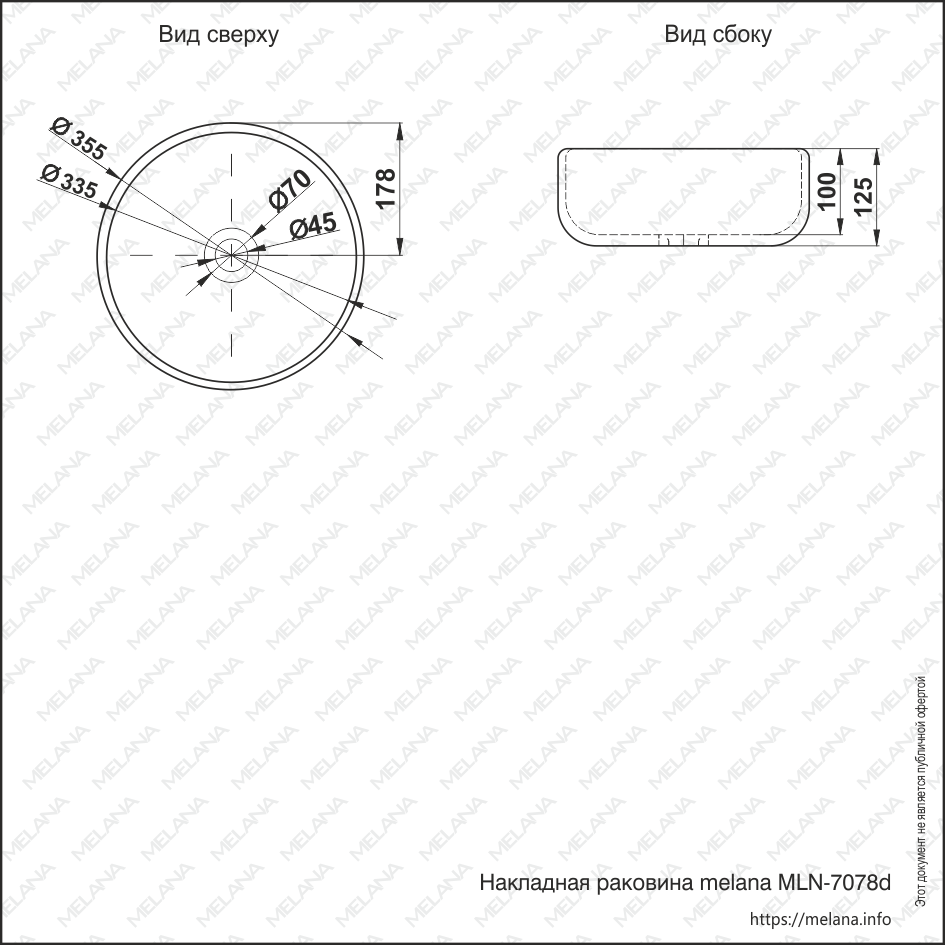 Вид сверху
Вид сбоку
Ø 355
Ø 335
Ø70
Ø45
178
100
125
Накладная раковина melana MLN-7078d
https://melana.info
Этот документ не является публичной офертой
MELANA